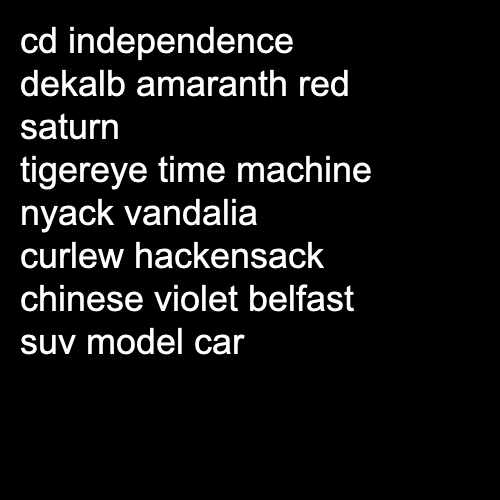 cd independence
dekalb amaranth red
saturn
tigereye time machine
nyack vandalia
curlew hackensack
chinese violet belfast
suv model car